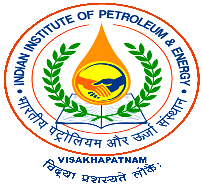 • INDIAN INSTITUTE OF PETROLEUM & ENERGY •
भारतीय पेट्रोलियम और ऊर्जा संस्थान
VISAKHAPATNAM
विद्या प्रशस्यते लोकैः